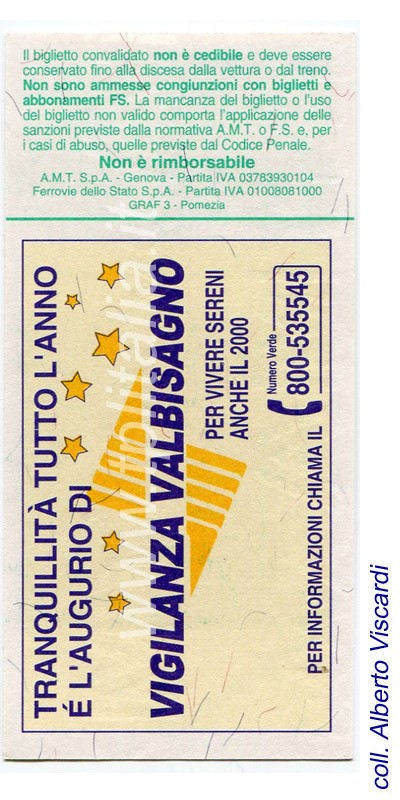 Il biglietto convalidato non è cedibile e deve essere
conservato fino alla discesa dalla vettura o dal treno.
Non sono ammesse congiunzioni con biglietti e
abbonamenti FS. La mancanza del biglietto o l'uso
del biglietto non valido comporta l'applicazione delle
sanzioni previste dalla normativa A.M.T. o F.S. e, per
i casi di abuso, quelle previste dal Codice Penale.
Non è rimborsabile
A.M.T. S.p.A. - Genova - Partita IVA 03783930104
Ferrovie dello Stato S.p.A. - Partita IVA 01008081000
GRAF 3 - Pomezia
TRANQUILLITÀ TUTTO L'ANNO
É L'AUGURIO DI
VIGILANZA VALBISAGNO
PER VIVERE SERENI
ANCHE IL 2000
PER INFORMAZIONI CHIAMA IL
Numero Verde
800-535545
coll. Alberto Viscardi